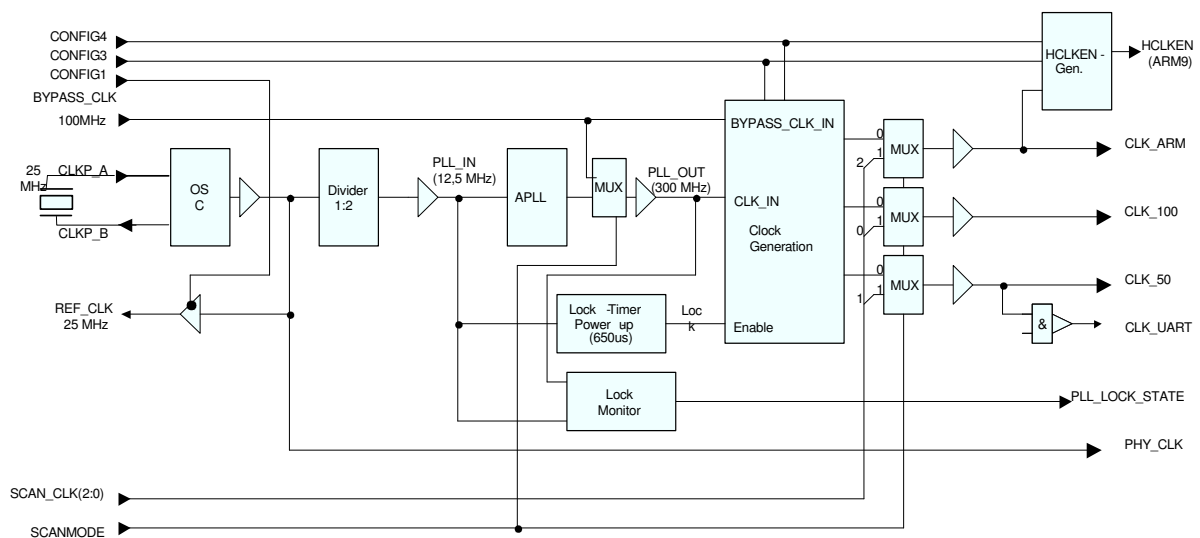 CONFIG4
CONFIG3
CONFIG1
BYPASS_CLK
100MHz
HCLKEN -
Gen.
HCLKEN
(ARM9)
25
MHz
CLKP_A
CLKP_B
OS
C
Divider
1:2
PLL_IN
(12,5 MHz)
APLL
MUX
PLL_OUT
(300 MHz)
BYPASS_CLK_IN
CLK_IN
Clock
Generation
Enable
0
1
2
MUX
CLK_ARM
0
1
0
MUX
CLK_100
0
1
1
MUX
CLK_50
&
CLK_UART
REF_CLK
25 MHz
Lock -Timer
Power up
(650us)
Loc
k
Lock
Monitor
PLL_LOCK_STATE
PHY_CLK
SCAN_CLK(2:0)
SCANMODE